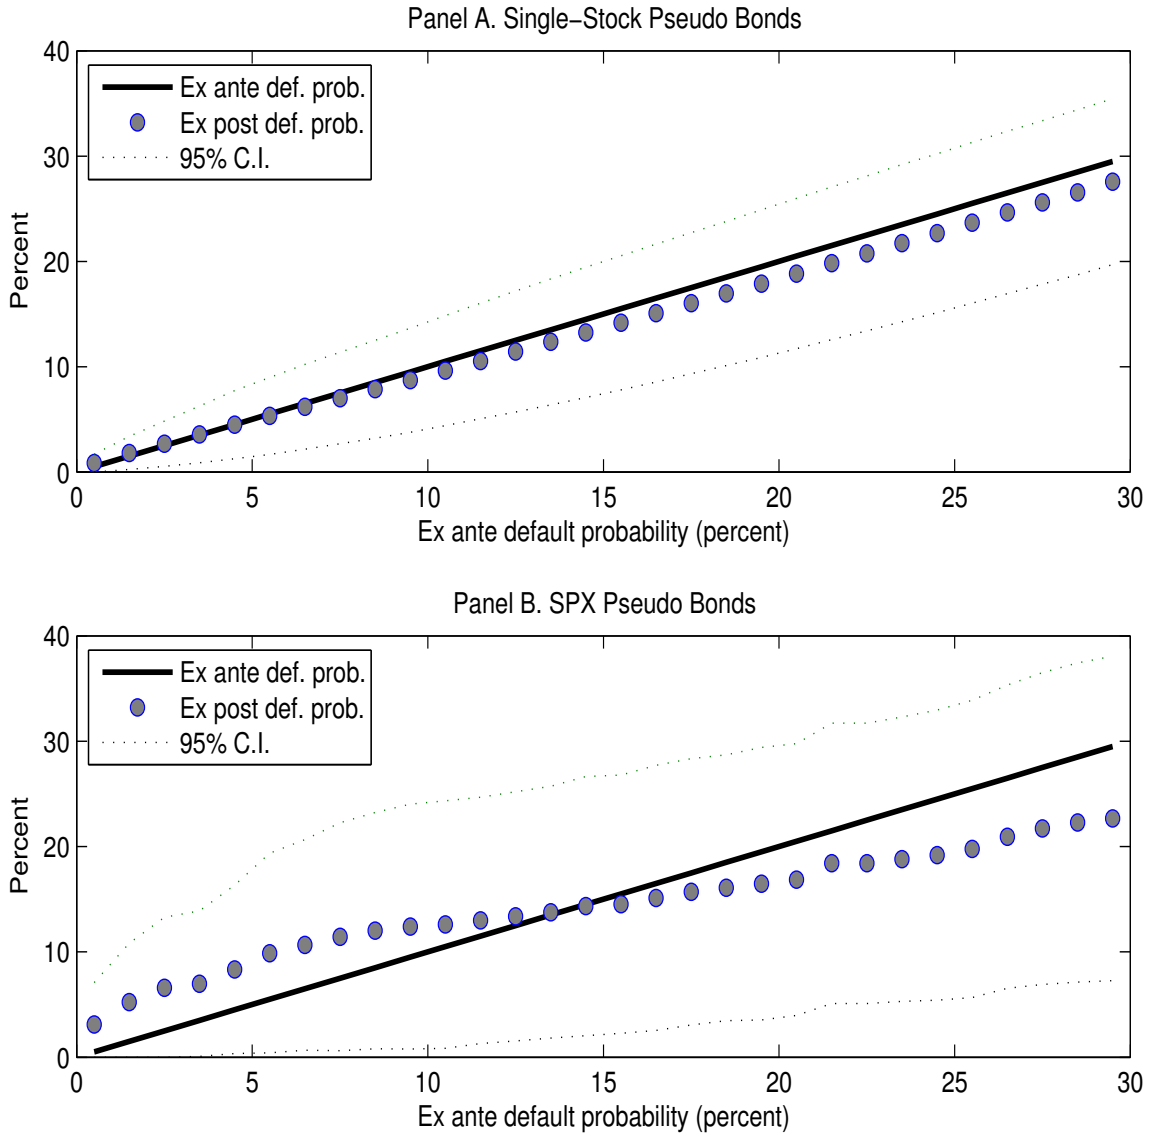 Panel A. Single−Stock Pseudo Bonds
40
30
20
10
0
Percent
Ex ante def. prob.
Ex post def. prob.
95% C.I.
0 5 10 15 20 25 30
Ex ante default probability (percent)
Panel B. SPX Pseudo Bonds
40
30
20
10
0
Percent
Ex ante def. prob.
Ex post def. prob.
95% C.I.
0 5 10 15 20 25 30
Ex ante default probability (percent)